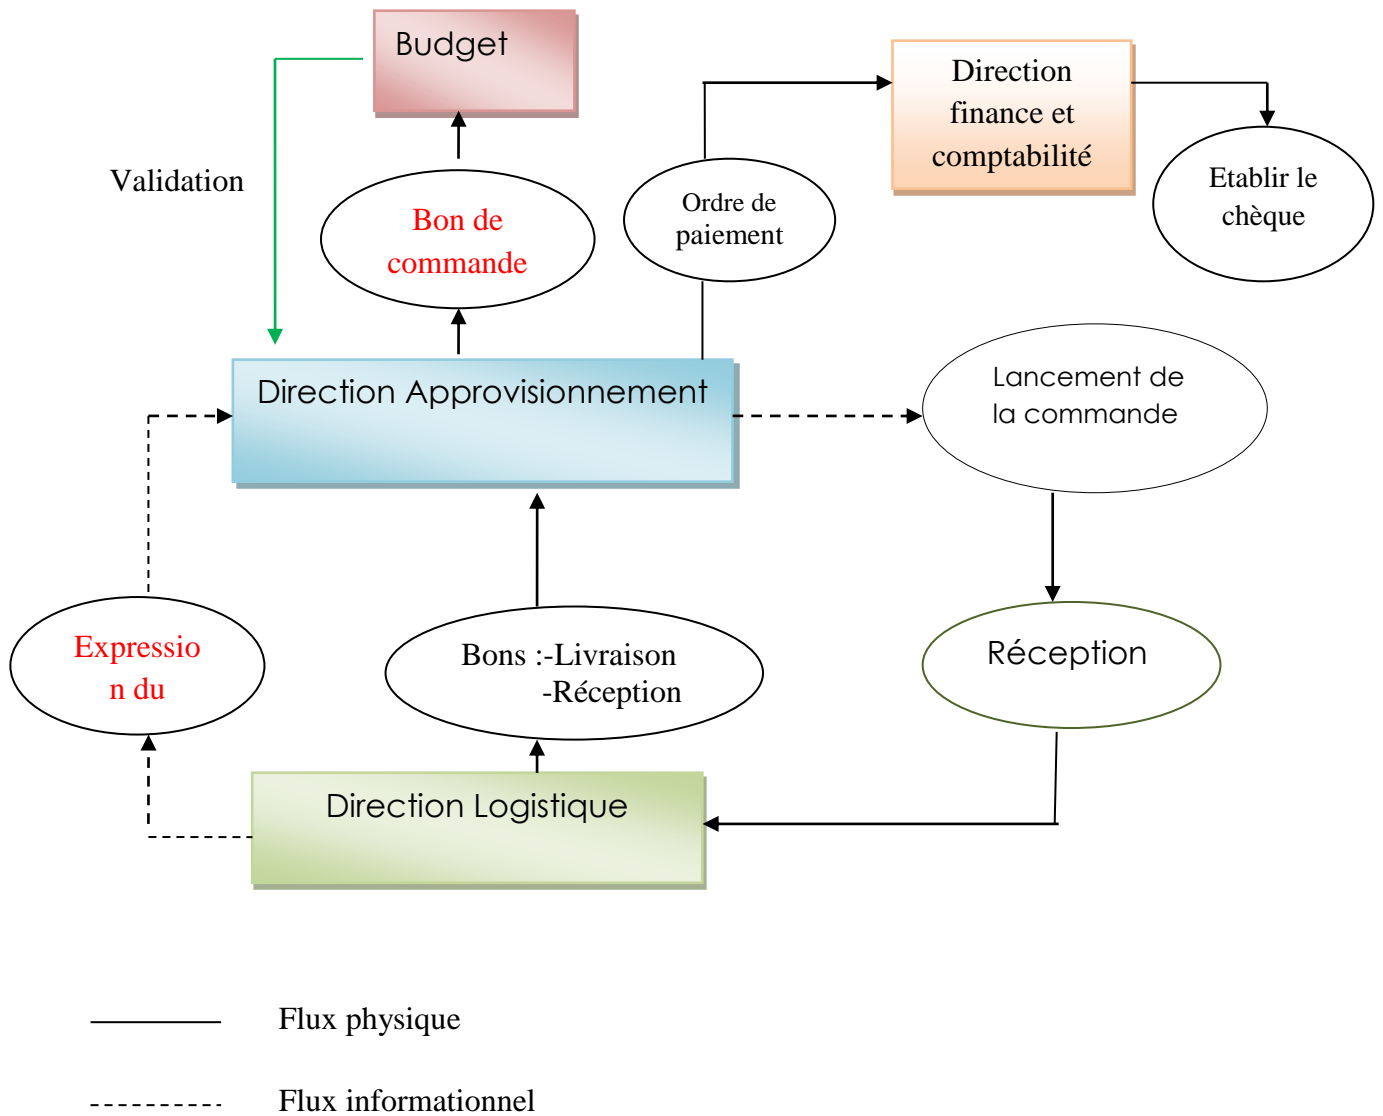 Budget
Direction
finance et
comptabilité
Validation
Bon de
commande
Ordre de
paiement
Etablir le
chèque
Direction Approvisionnement
Lancement de
la commande
Expressio
n du
Bons :-Livraison
-Réception
Réception
Direction Logistique
Flux physique
Flux informationnel